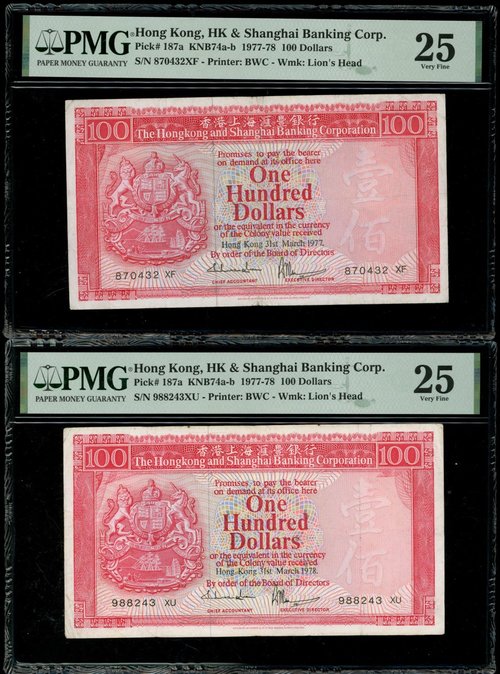 PMG
PAPER MONEY GUARANTY
Hong Kong, HK & Shanghai Banking Corp.
Pick# 187a KNB74a-b 1977-78 100 Dollars
S/N 870432XF - Printer: BWC - Wmk: Lion's Head
25
Very Fine
100
香港上海滙豐銀行
100
The Hongkong and Shanghai Banking Corporation
Promises to pay the bearer
on demand at its office here
One
Hundred
Dollars
or the equivalent in the currency
of the Colony value received
Hong Kong 31st March 1977.
By order of the Board of Directors
壹佰
870432 XF
870432 XF
CHIEF ACCOUNTANT
EXECUTIVE DIRECTOR
PMG
PAPER MONEY GUARANTY
Hong Kong, HK & Shanghai Banking Corp.
Pick# 187a KNB74a-b 1977-78 100 Dollars
S/N 988243XU - Printer: BWC - Wmk: Lion's Head
25
Very Fine
100
香港上海滙豐銀行
100
The Hongkong and Shanghai Banking Corporation
Promises to pay the bearer
on demand at its office here
One
Hundred
Dollars
or the equivalent in the currency
of the Colony value received
Hong Kong 31st March 1978.
By order of the Board of Directors
壹佰
988243 XU
988243 XU
CHIEF ACCOUNTANT
EXECUTIVE DIRECTOR